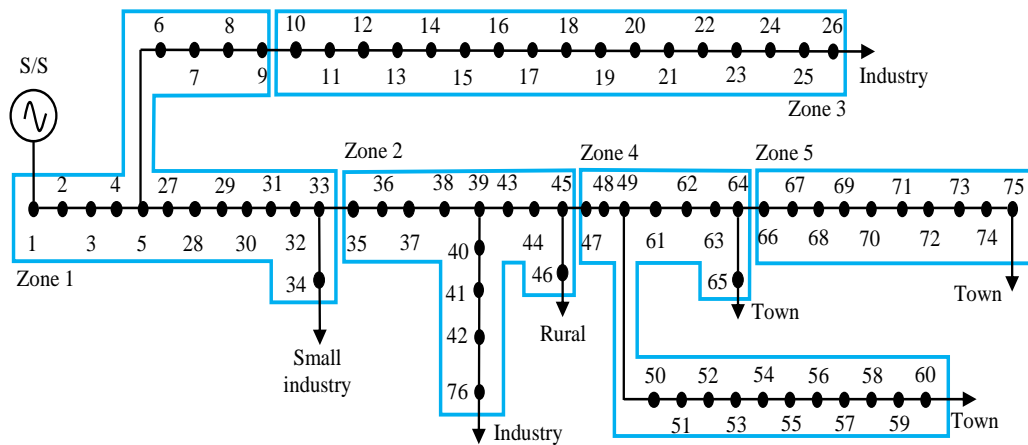 6 8 10 12 14 16 18 20 22 24 26
S/S
7 9 11 13 15 17 19 21 23 25 Industry
Zone 3
Zone 2 Zone 4 Zone 5
2 4 27 29 31 33 36 38 39 43 45 48 49 62 64 67 69 71 73 75
1 3 5 28 30 32 35 37 40 44 47 61 63 66 68 70 72 74
Zone 1 34 41 46 65
Town Town
Rural
42
Small
industry
50 52 54 56 58 60
76
51 53 55 57 59 Town
Industry